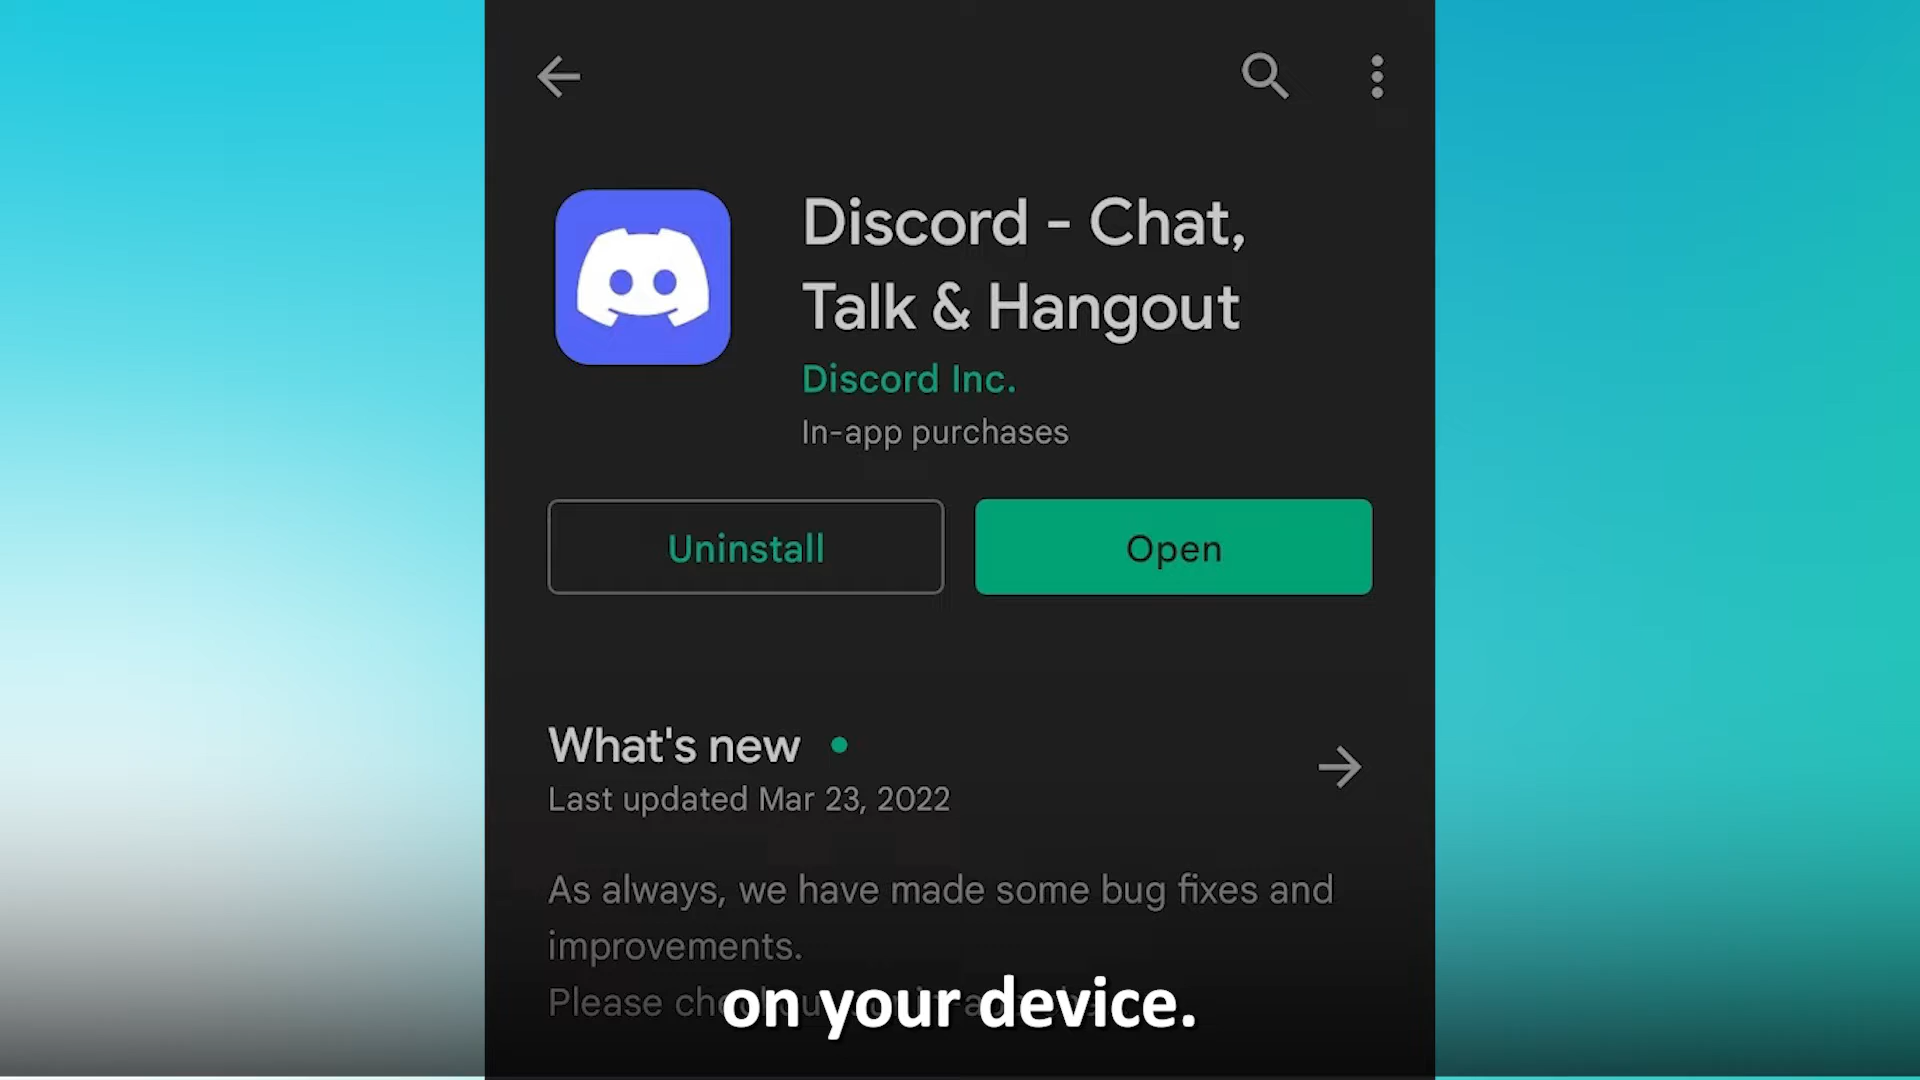 Discord - Chat,
Talk & Hangout
Discord Inc.
In-app purchases
Uninstall
Open
What's new
Last updated Mar 23, 2022
As always, we have made some bug fixes and
improvements.
Please
on your device.